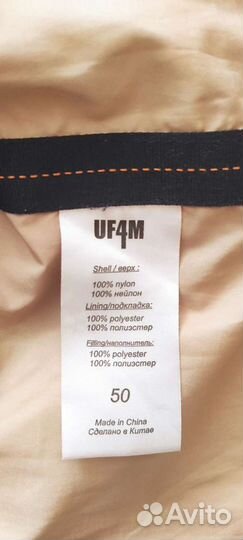 UF4M
Shell / верх :
100% nylon
100% нейлон
Lining/подкладка:
100% polyester
100% полиэстер
Filling/наполнитель:
100% polyester
100% полиэстер
50
Made in China
Сделано в Китае
Avito